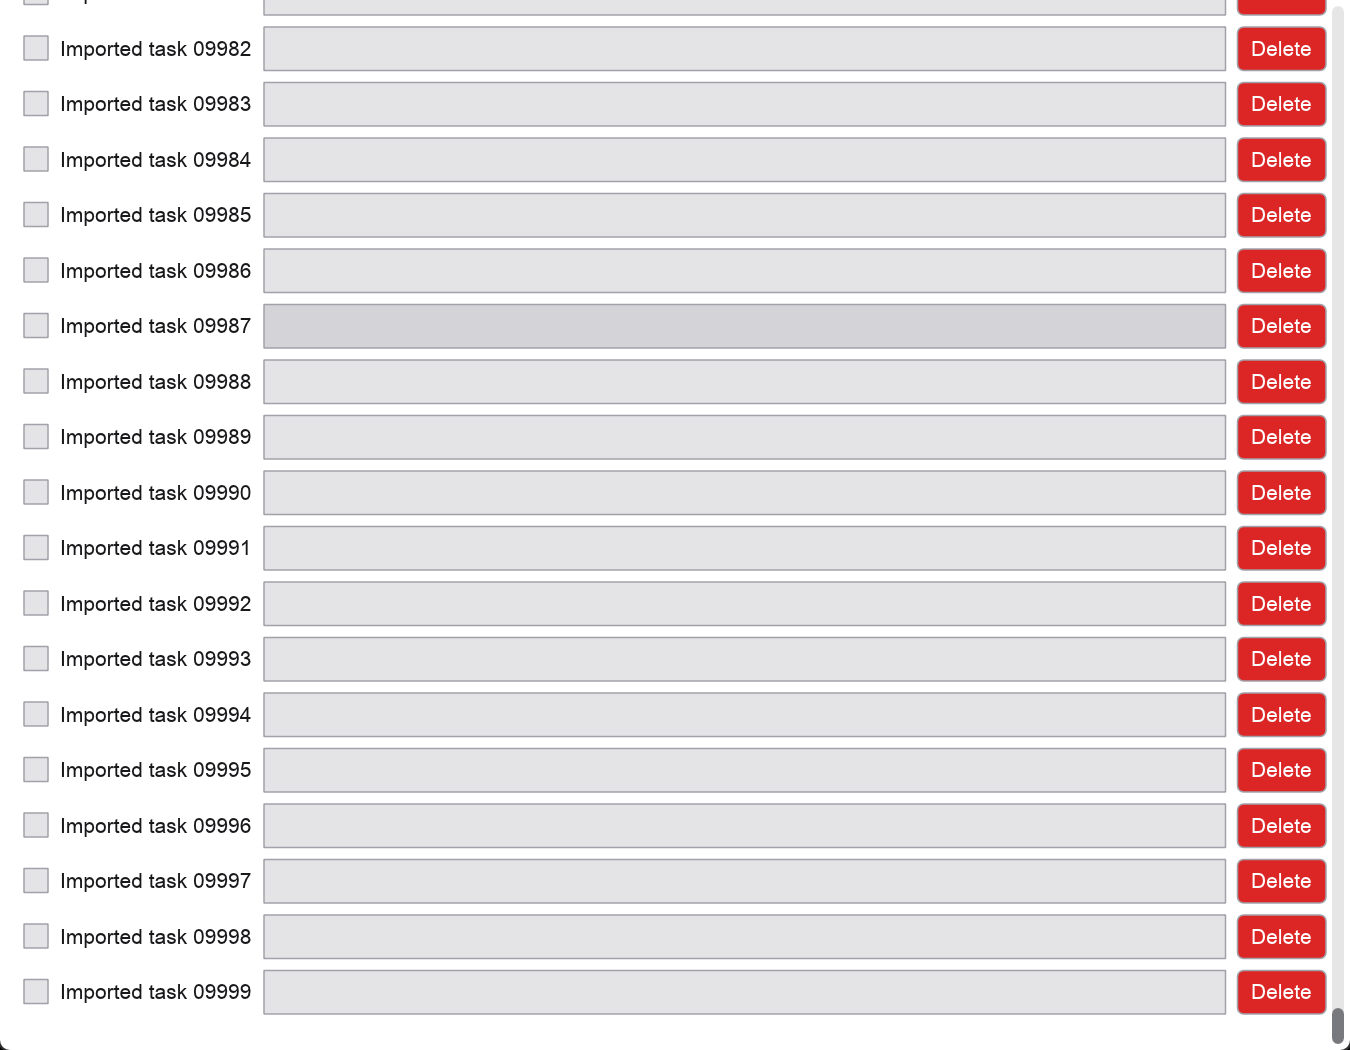 Imported task 09982 Delete
Imported task 09983 Delete
Imported task 09984 Delete
Imported task 09985 Delete
Imported task 09986 Delete
Imported task 09987 Delete
Imported task 09988 Delete
Imported task 09989 Delete
Imported task 09990 Delete
Imported task 09991 Delete
Imported task 09992 Delete
Imported task 09993 Delete
Imported task 09994 Delete
Imported task 09995 Delete
Imported task 09996 Delete
Imported task 09997 Delete
Imported task 09998 Delete
Imported task 09999 Delete